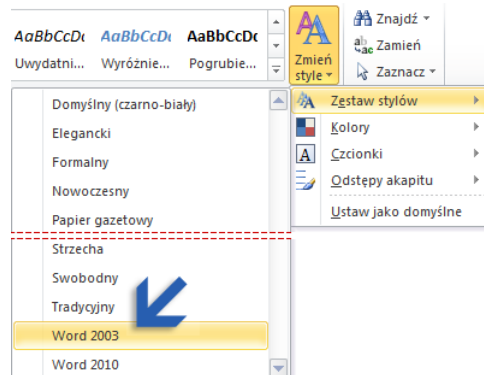 AaBbCcDc AaBbCcDc AaBbCcDc
Uwydatni... Wyróżnie... Pogrubie...
Zmień
style
Znajdź
Zamień
Zaznacz
Domyślny (czarno-biały)
Elegancki
Formalny
Nowoczesny
Papier gazetowy
Strzecha
Swobodny
Tradycyjny
Word 2003
Word 2010
Zestaw stylów
Kolory
Czcionki
Odstępy akapitu
Ustaw jako domyślne